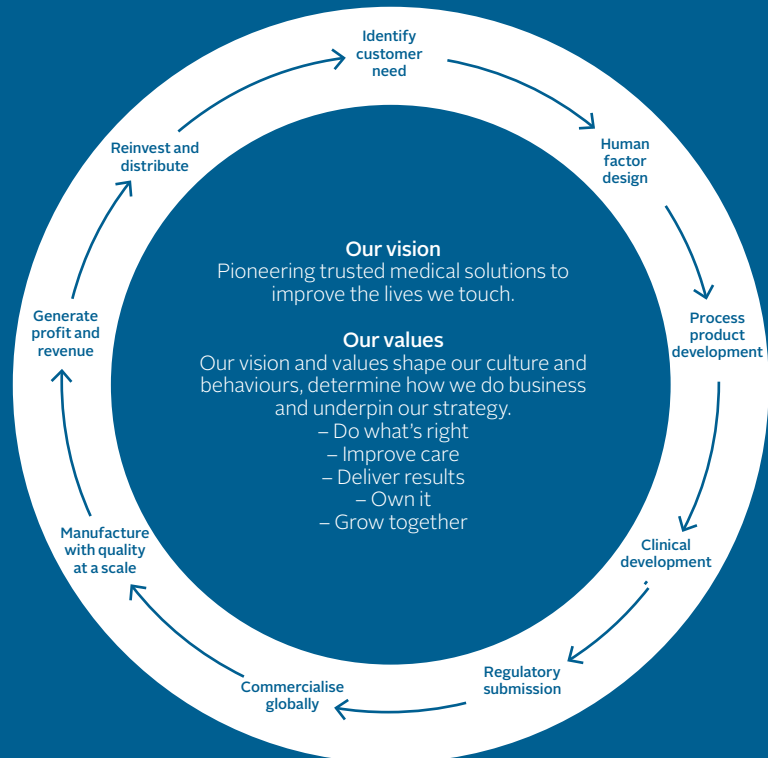 Identify
customer
need
Human
factor
design
Process
product
development
Clinical
development
Regulatory
submission
Commercialise
globally
Manufacture
with quality
at a scale
Generate
profit and
revenue
Reinvest and
distribute
Our vision
Pioneering trusted medical solutions to
improve the lives we touch.
Our values
Our vision and values shape our culture and
behaviours, determine how we do business
and underpin our strategy.
– Do what’s right
– Improve care
– Deliver results
– Own it
– Grow together